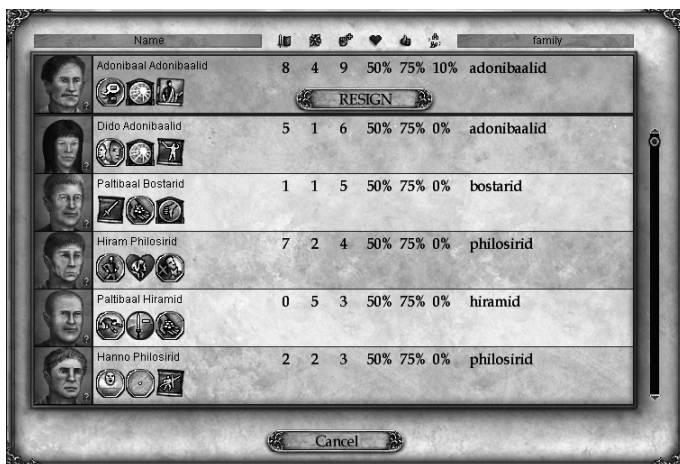 Name family
Adonibaal Adonibaalid 8 4 9 50% 75% 10% adonibaalid
RESIGN
Dido Adonibaalid 5 1 6 50% 75% 0% adonibaalid
Paltibaal Bostarid 1 1 5 50% 75% 0% bostarid
Hiram Philosirid 7 2 4 50% 75% 0% philosirid
Paltibaal Hiramid 0 5 3 50% 75% 0% hiramid
Hanno Philosirid 2 2 3 50% 75% 0% philosirid
Cancel